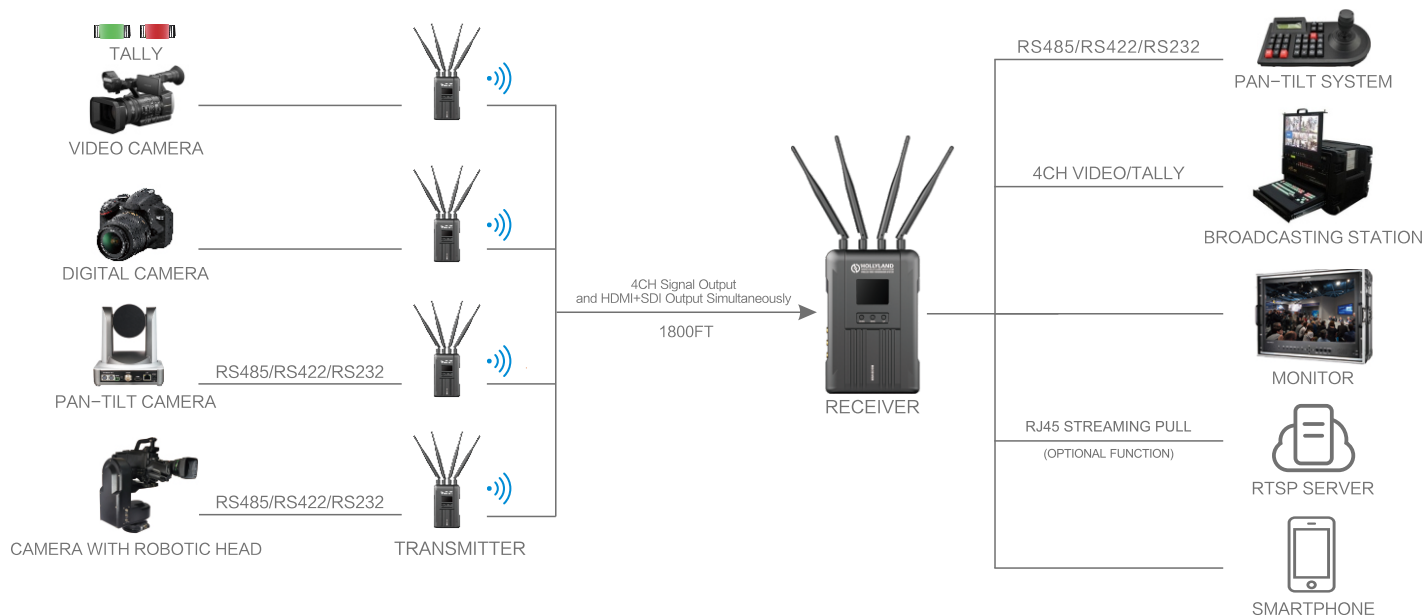 TALLY
VIDEO CAMERA
DIGITAL CAMERA
RS485/RS422/RS232
PAN-TILT CAMERA
RS485/RS422/RS232
CAMERA WITH ROBOTIC HEAD
TRANSMITTER
4CH Signal Output
and HDMI+SDI Output Simultaneously
1800FT
HOLLYLAND
RECEIVER
RS485/RS422/RS232
PAN-TILT SYSTEM
4CH VIDEO/TALLY
BROADCASTING STATION
MONITOR
RJ45 STREAMING PULL
(OPTIONAL FUNCTION)
RTSP SERVER
SMARTPHONE